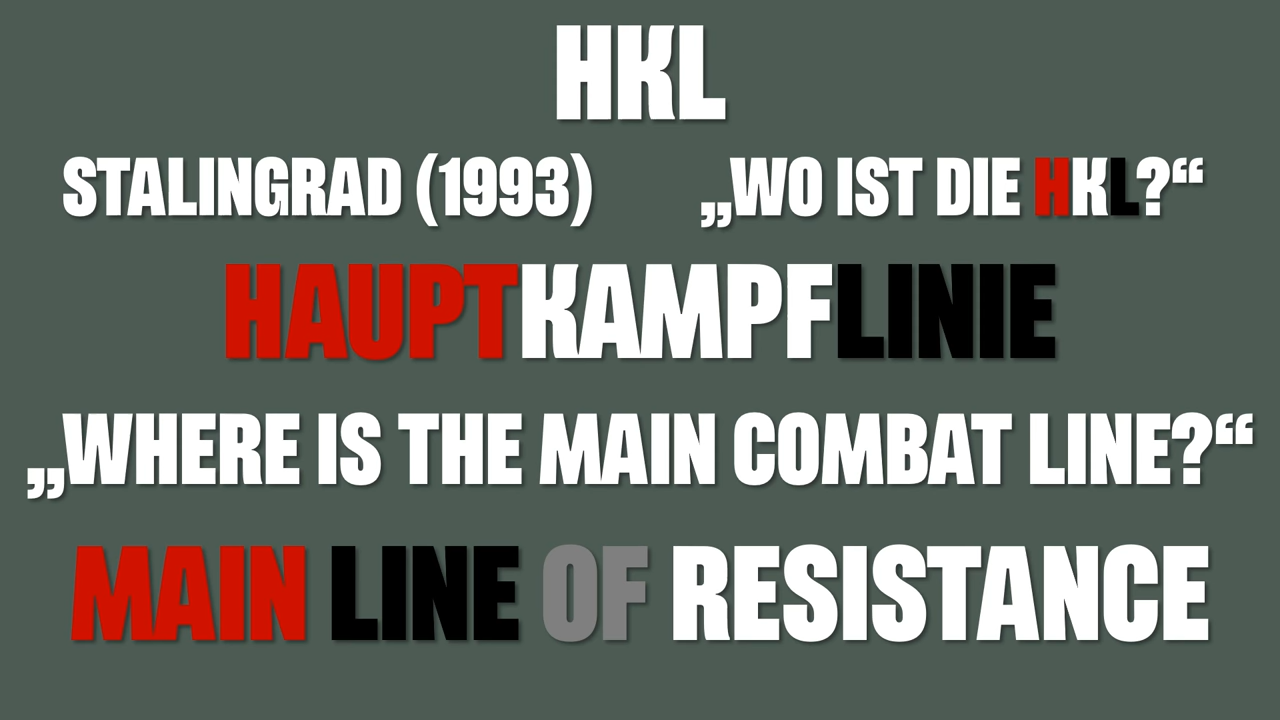 HKL
STALINGRAD (1993) „WO IST DIE HKL?“
HAUPTKAMPFLINIE
„WHERE IS THE MAIN COMBAT LINE?“
MAIN LINE OF RESISTANCE